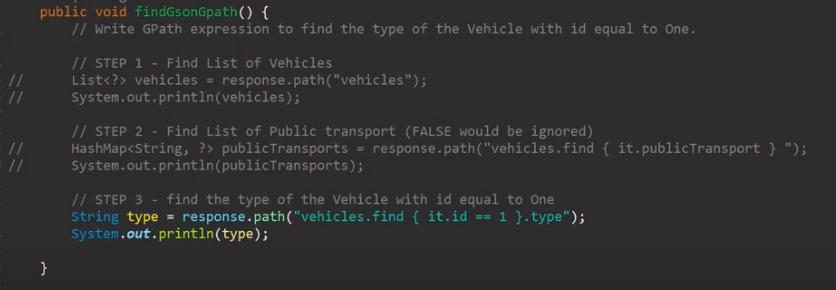 public void findGsonGpath() {
// Write GPath expression to find the type of the Vehicle with id equal to One.
// STEP 1 - Find List of Vehicles
// List<?> vehicles = response.path("vehicles");
// System.out.println(vehicles);
// STEP 2 - Find List of Public transport (FALSE would be ignored)
// HashMap<String, ?> publicTransports = response.path("vehicles.find { it.publicTransport } ");
// System.out.println(publicTransports);
// STEP 3 - find the type of the Vehicle with id equal to One
String type = response.path("vehicles.find { it.id == 1 }.type");
System.out.println(type);
}